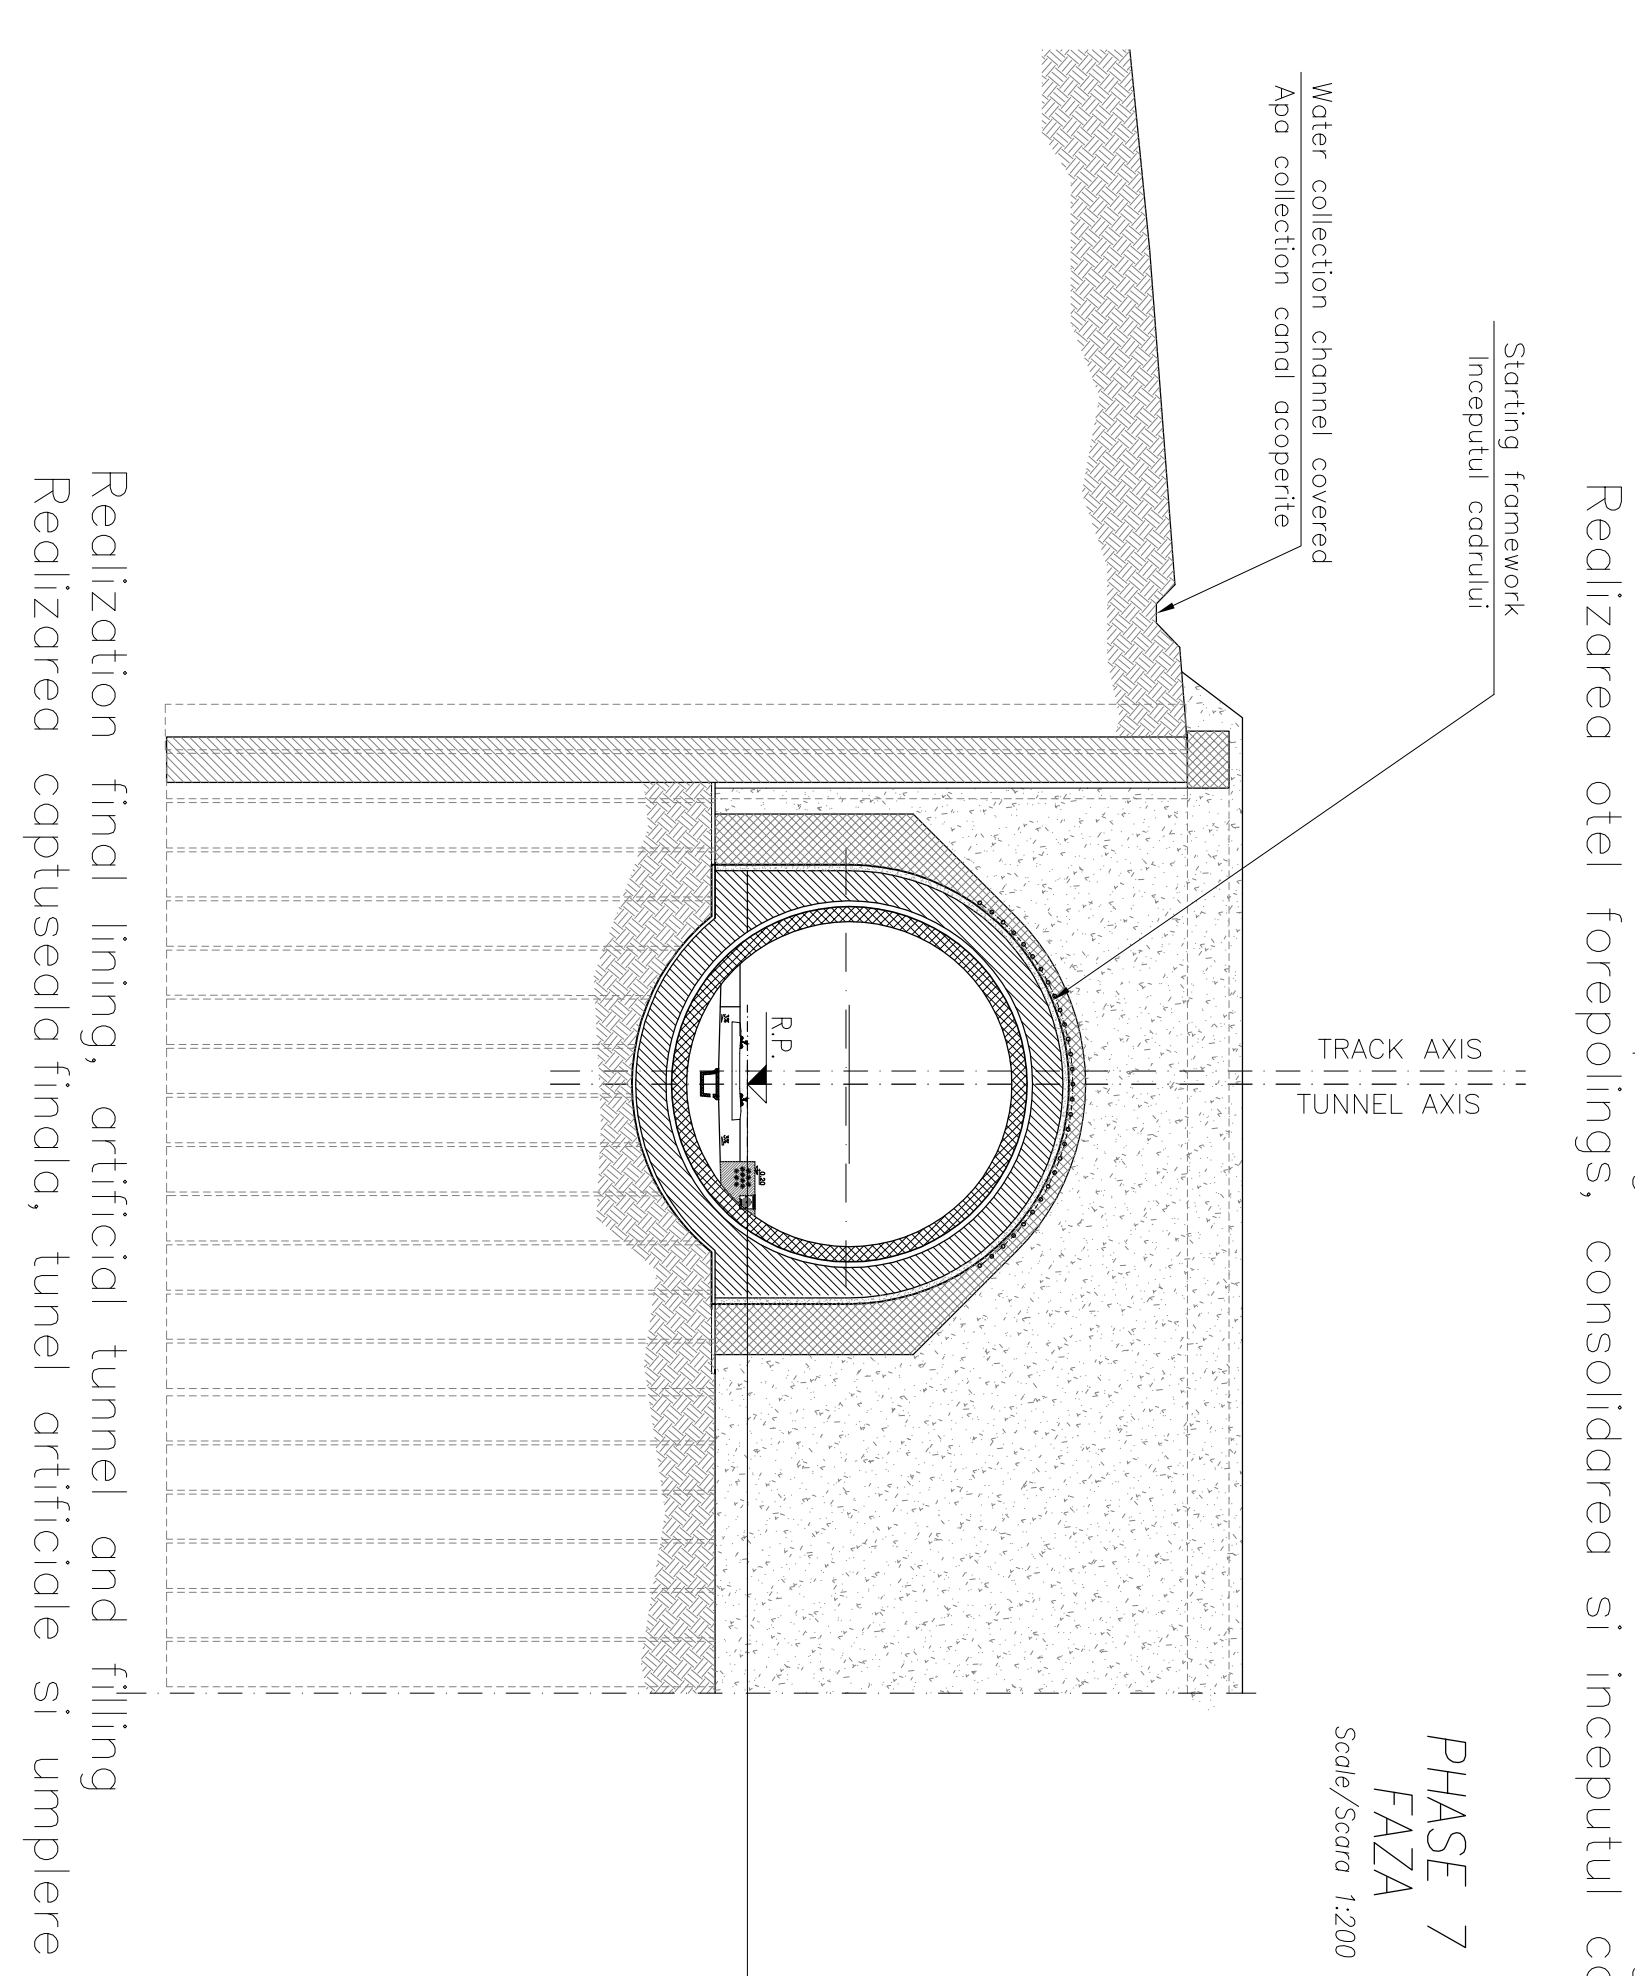 Realizarea otel forepolings, consolidarea si inceputul
Starting framework
Inceputul cadrului
PHASE 7
FAZA
Scale/Scara 1:200
Water collection channel covered
Apa collection canal acoperite
TRACK AXIS
TUNNEL AXIS
R.P.
Realization final lining, artificial tunnel and filling
Realizarea captuseala finala, tunel artificiale si umplere